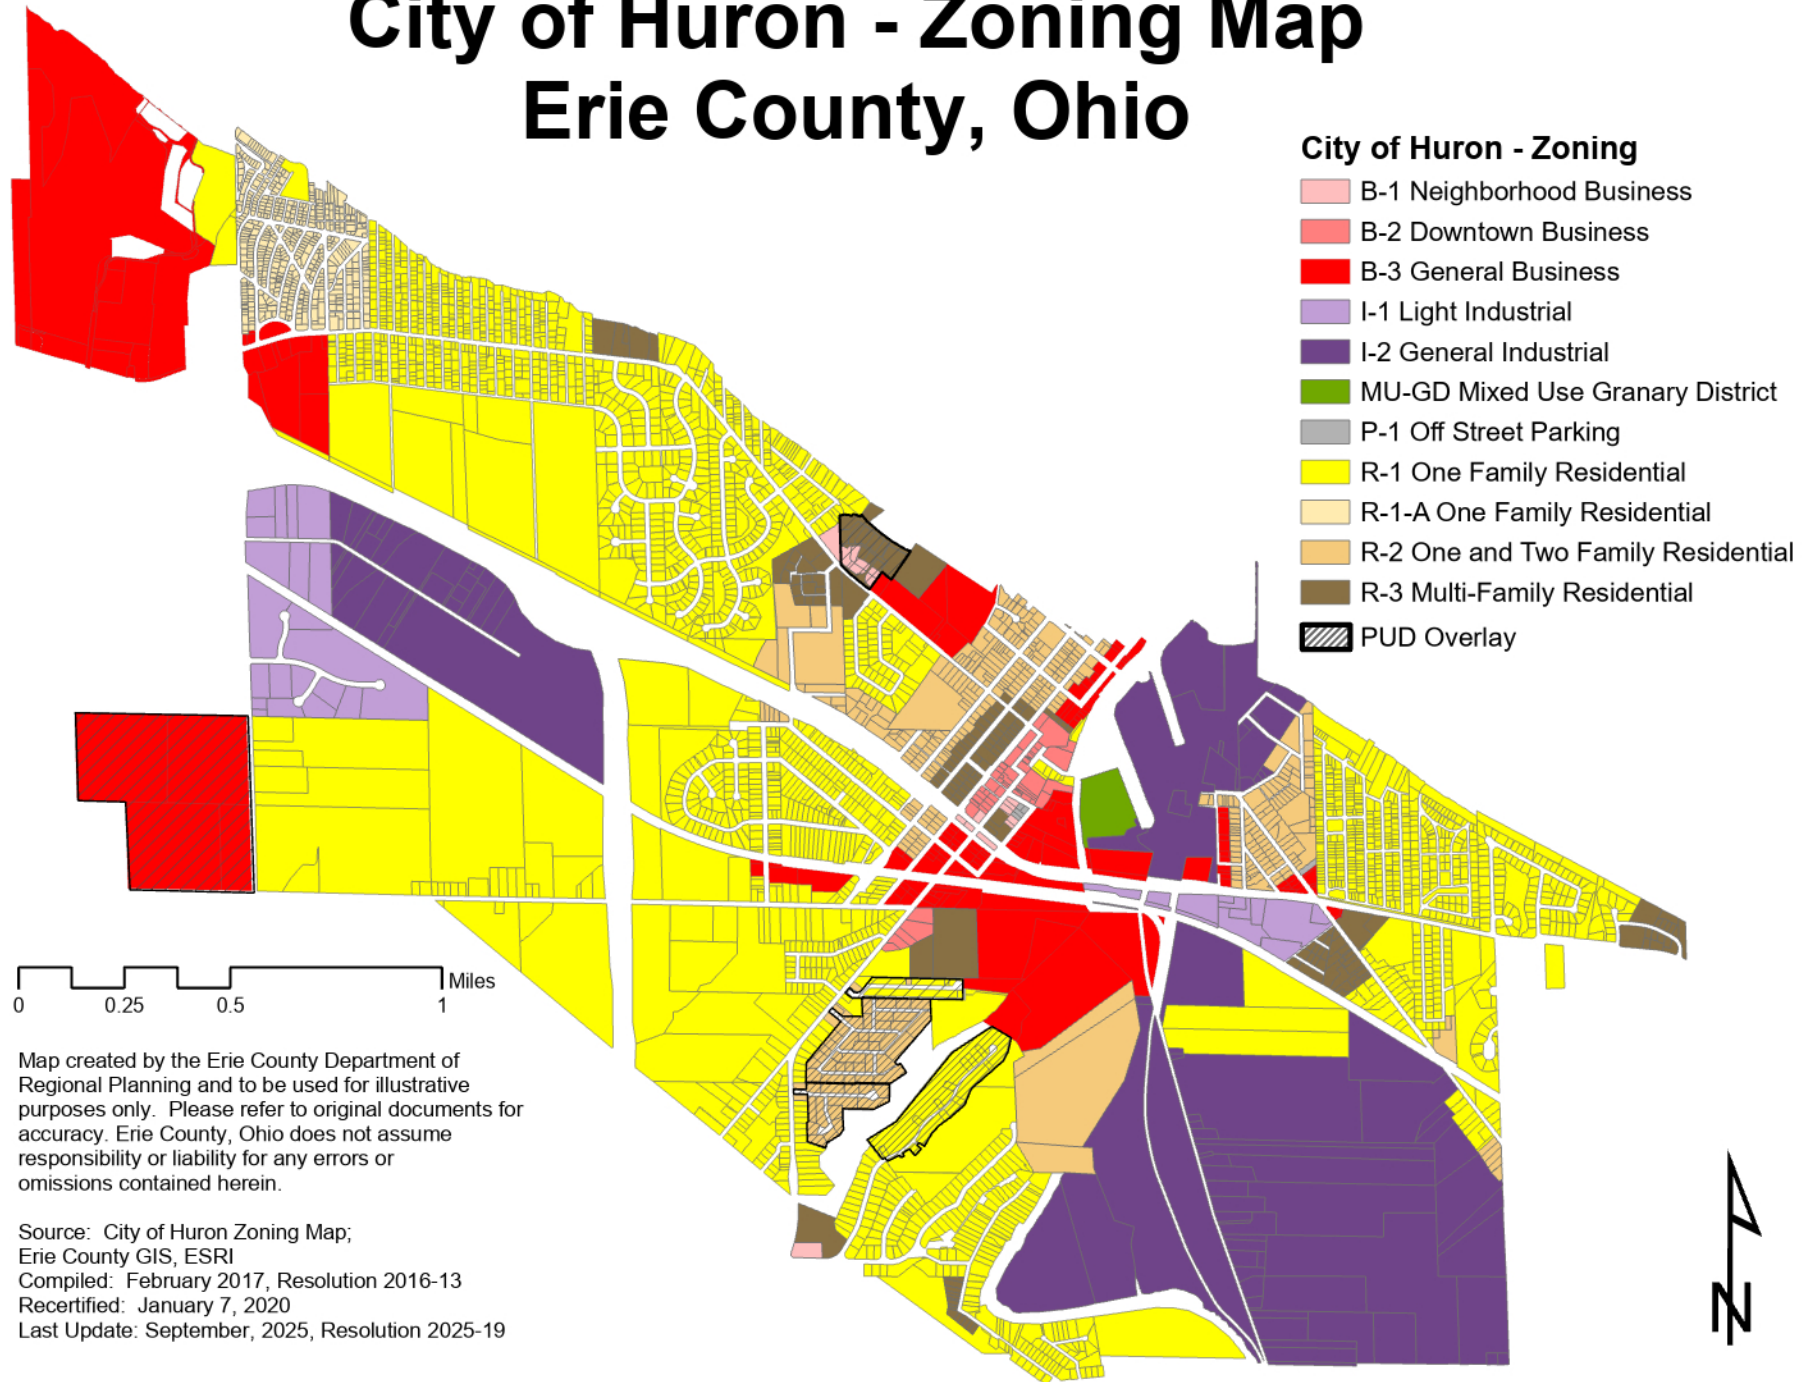 City of Huron - Zoning Map
Erie County, Ohio
City of Huron - Zoning
B-1 Neighborhood Business
B-2 Downtown Business
B-3 General Business
I-1 Light Industrial
I-2 General Industrial
MU-GD Mixed Use Granary District
P-1 Off Street Parking
R-1 One Family Residential
R-1-A One Family Residential
R-2 One and Two Family Residential
R-3 Multi-Family Residential
PUD Overlay
Miles
0 0.25 0.5 1
Map created by the Erie County Department of
Regional Planning and to be used for illustrative
purposes only. Please refer to original documents for
accuracy. Erie County, Ohio does not assume
responsibility or liability for any errors or
omissions contained herein.
Source: City of Huron Zoning Map;
Erie County GIS, ESRI
Compiled: February 2017, Resolution 2016-13
Recertified: January 7, 2020
Last Update: September, 2025, Resolution 2025-19
N